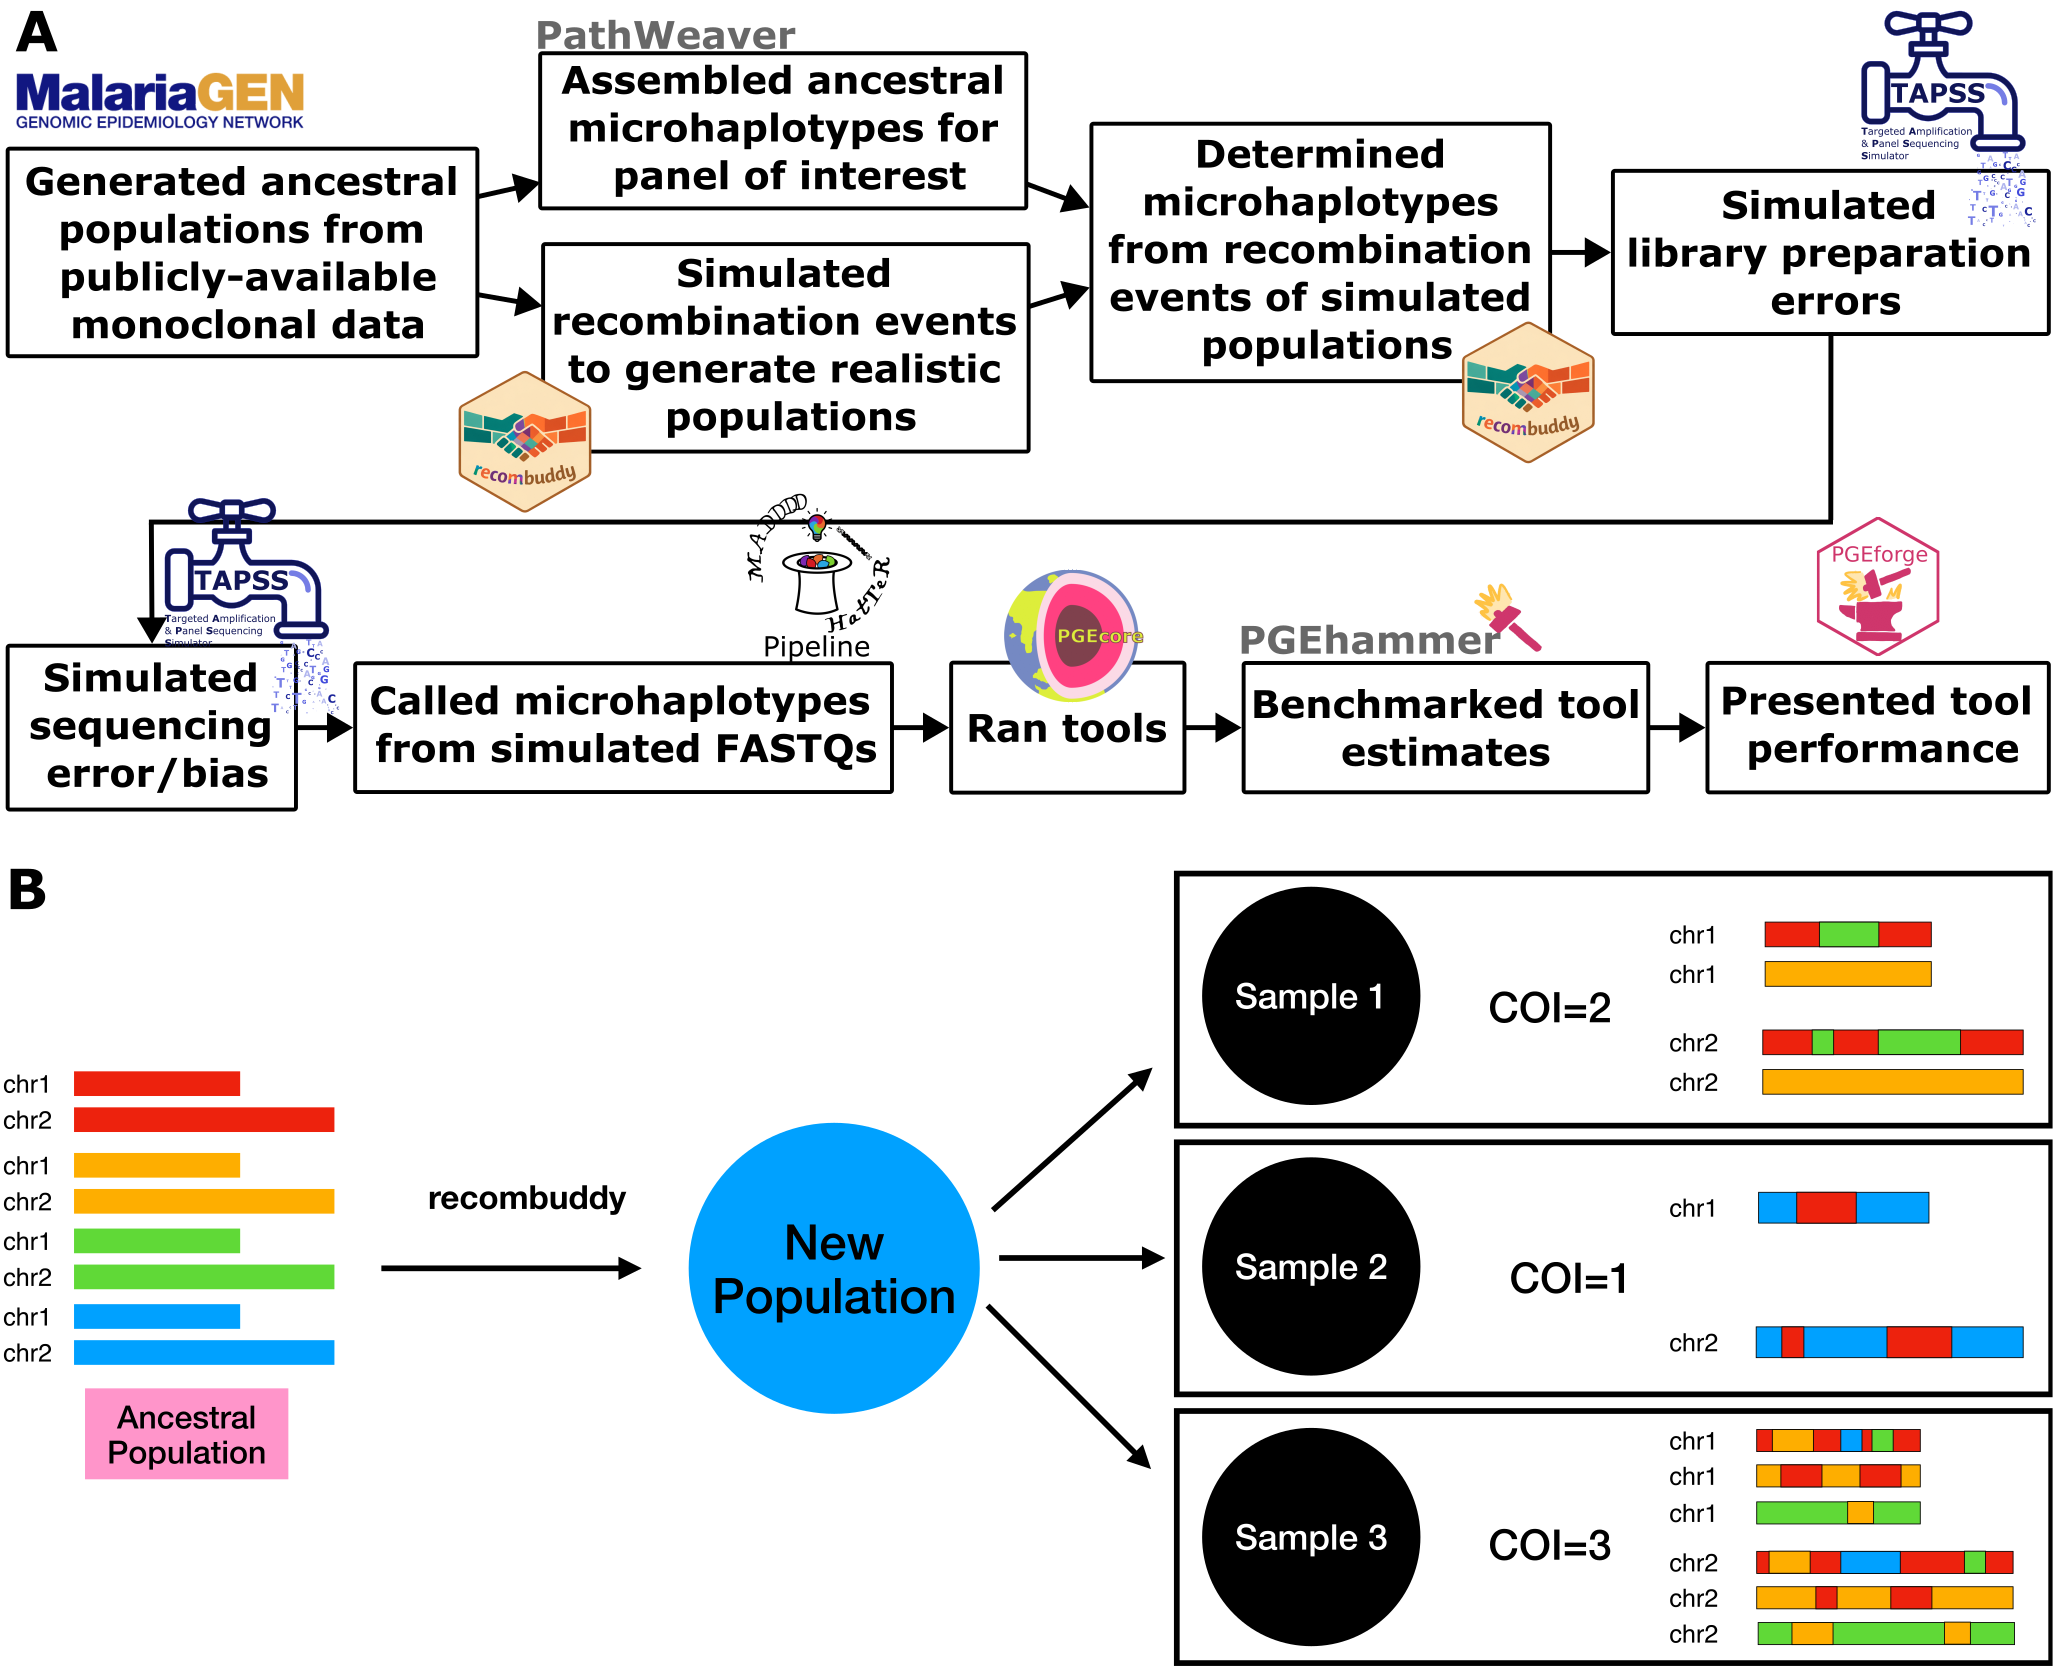 A
MalariaGEN
GENOMIC EPIDEMIOLOGY NETWORK
Generated ancestral
populations from
publicly-available
monoclonal data
PathWeaver
Assembled ancestral
microhaplotypes for
panel of interest
Simulated
recombination events
to generate realistic
populations
recombuddy
Determined
microhaplotypes
from recombination
events of simulated
populations
recombuddy
TAPSS
Targeted Amplification
& Panel Sequencing
Simulator
Simulated
library preparation
errors
TAPSS
Targeted Amplification
& Panel Sequencing
Simulator
Simulated
sequencing
error/bias
MADDDD
HatTeR
Pipeline
Called microhaplotypes
from simulated FASTQs
PGEcore
Ran tools
PGEhammer
Benchmarked tool
estimates
PGEforge
Presented tool
performance
B
chr1
chr2
chr1
chr2
chr1
chr2
chr1
chr2
Ancestral
Population
recombuddy
New
Population
Sample 1
COI=2
chr1
chr1
chr2
chr2
Sample 2
COI=1
chr1
chr2
Sample 3
COI=3
chr1
chr1
chr1
chr2
chr2
chr2